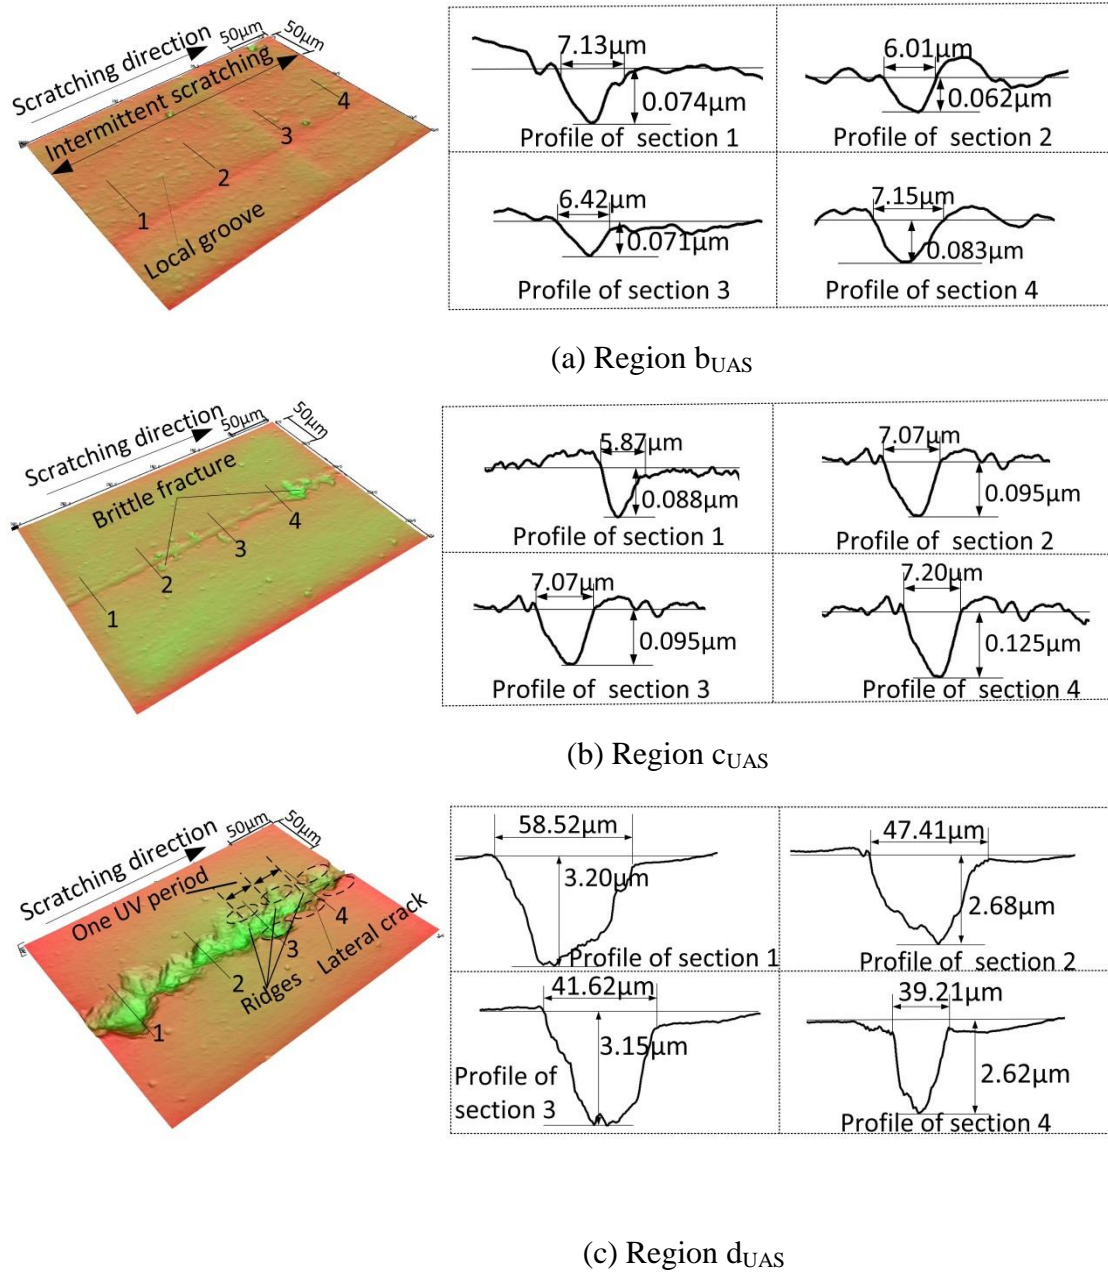 50µm
50µm
Scratching direction
Intermittent scratching
1
2
3
4
Local groove
7.13µm
0.074µm
Profile of section 1
6.01µm
0.062µm
Profile of section 2
6.42µm
0.071µm
Profile of section 3
7.15µm
0.083µm
Profile of section 4
(a) Region bUAS
50µm
50µm
Scratching direction
Brittle fracture
1
2
3
4
5.87µm
0.088µm
Profile of section 1
7.07µm
0.095µm
Profile of section 2
7.07µm
0.095µm
Profile of section 3
7.20µm
0.125µm
Profile of section 4
(b) Region cUAS
50µm
50µm
Scratching direction
One UV period
1
2
3
4
Ridges
Lateral crack
58.52µm
3.20µm
Profile of section 1
47.41µm
2.68µm
Profile of section 2
41.62µm
3.15µm
Profile of
section 3
39.21µm
2.62µm
Profile of section 4
(c) Region dUAS